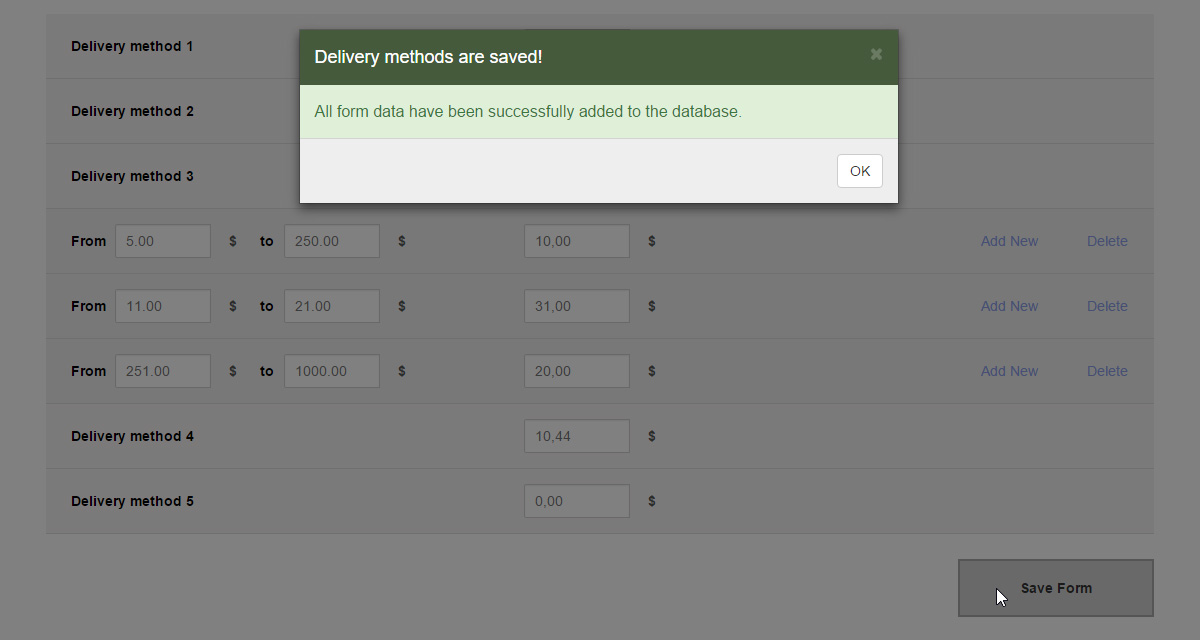 Delivery methods are saved! ×
All form data have been successfully added to the database.
OK
Delivery method 1
Delivery method 2
Delivery method 3
From 5.00 $ to 250.00 $ 10,00 $ Add New Delete
From 11.00 $ to 21.00 $ 31,00 $ Add New Delete
From 251.00 $ to 1000.00 $ 20,00 $ Add New Delete
Delivery method 4 10,44 $
Delivery method 5 0,00 $
Save Form